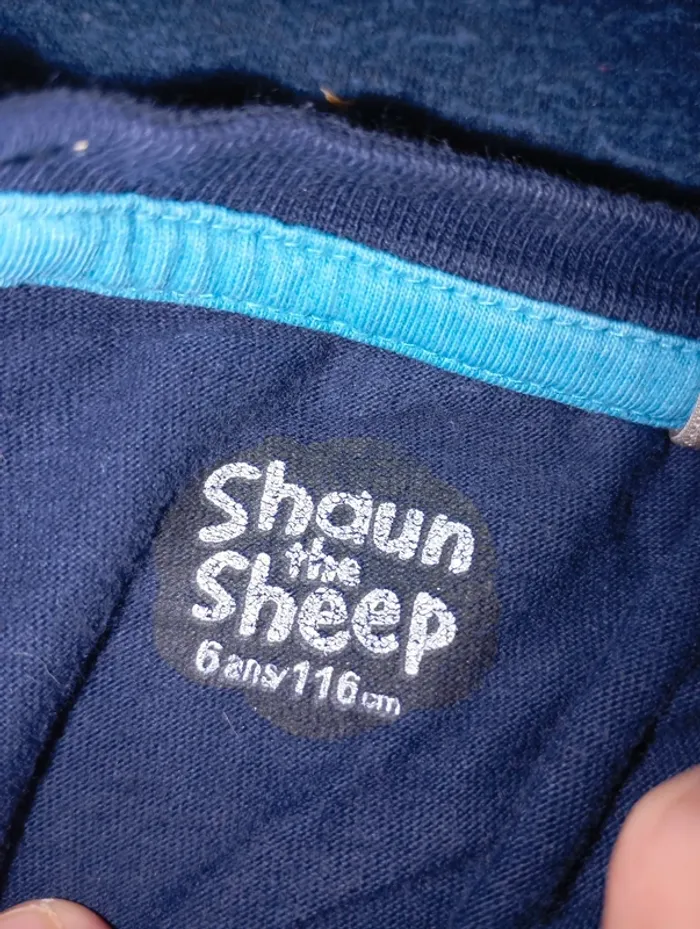 Shaun
the
Sheep
6 ans/116 cm